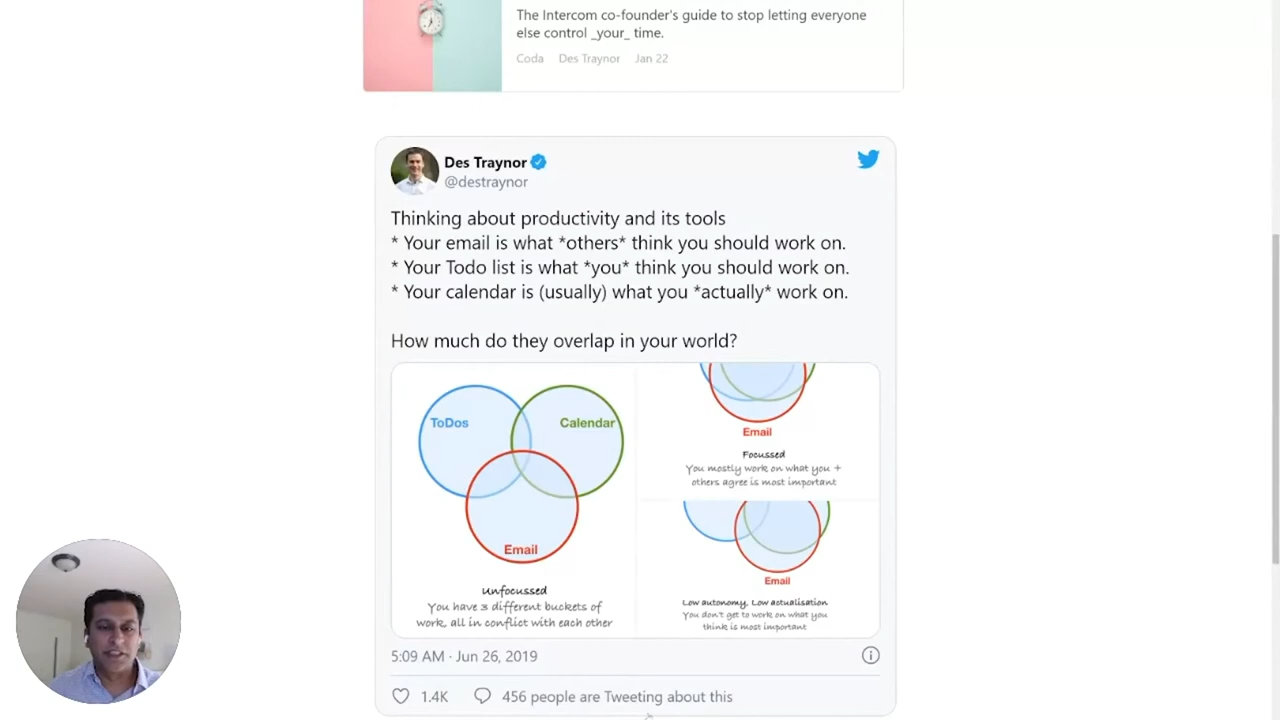 The Intercom co-founder's guide to stop letting everyone
else control _your_ time.
Coda Des Traynor Jan 22
Des Traynor
@destraynor
Thinking about productivity and its tools
* Your email is what *others* think you should work on.
* Your Todo list is what *you* think you should work on.
* Your calendar is (usually) what you *actually* work on.
How much do they overlap in your world?
ToDos
Calendar
Email
Unfocussed
You have 3 different buckets of
work, all in conflict with each other
Email
Focussed
You mostly work on what you +
others agree is most important
Email
Low autonomy, Low actualisation
You don't get to work on what you
think is most important
5:09 AM · Jun 26, 2019
1.4K
456 people are Tweeting about this